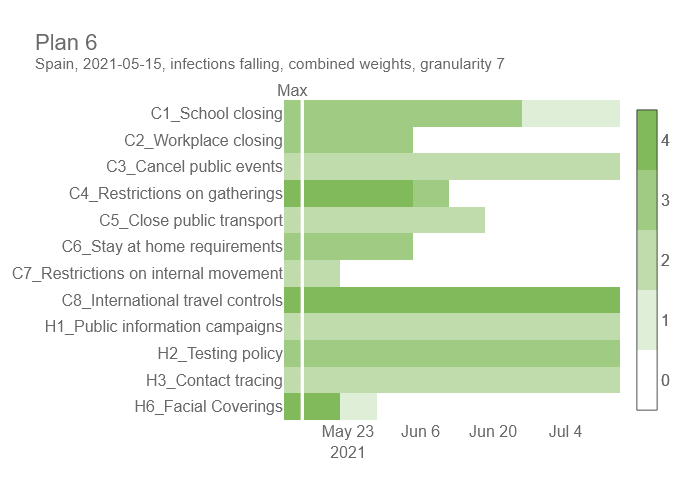 Plan 6
Spain, 2021-05-15, infections falling, combined weights, granularity 7
Max
C1_School closing
C2_Workplace closing
C3_Cancel public events
C4_Restrictions on gatherings
C5_Close public transport
C6_Stay at home requirements
C7_Restrictions on internal movement
C8_International travel controls
H1_Public information campaigns
H2_Testing policy
H3_Contact tracing
H6_Facial Coverings
May 23 Jun 6 Jun 20 Jul 4
2021
4
3
2
1
0